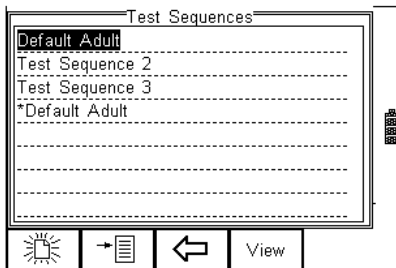 Test Sequences
Default Adult
Test Sequence 2
Test Sequence 3
*Default Adult
View